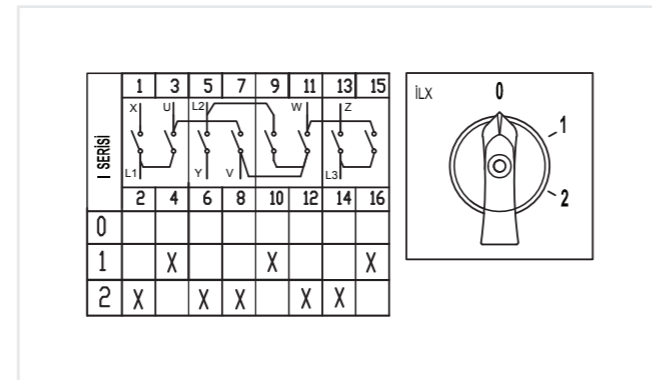 I SERİSİ
1 3 5 7 9 11 13 15
X U L2 W Z
L1 Y V L3
2 4 6 8 10 12 14 16
0
1 X X X
2 X X X X X
İLX
0
1
2